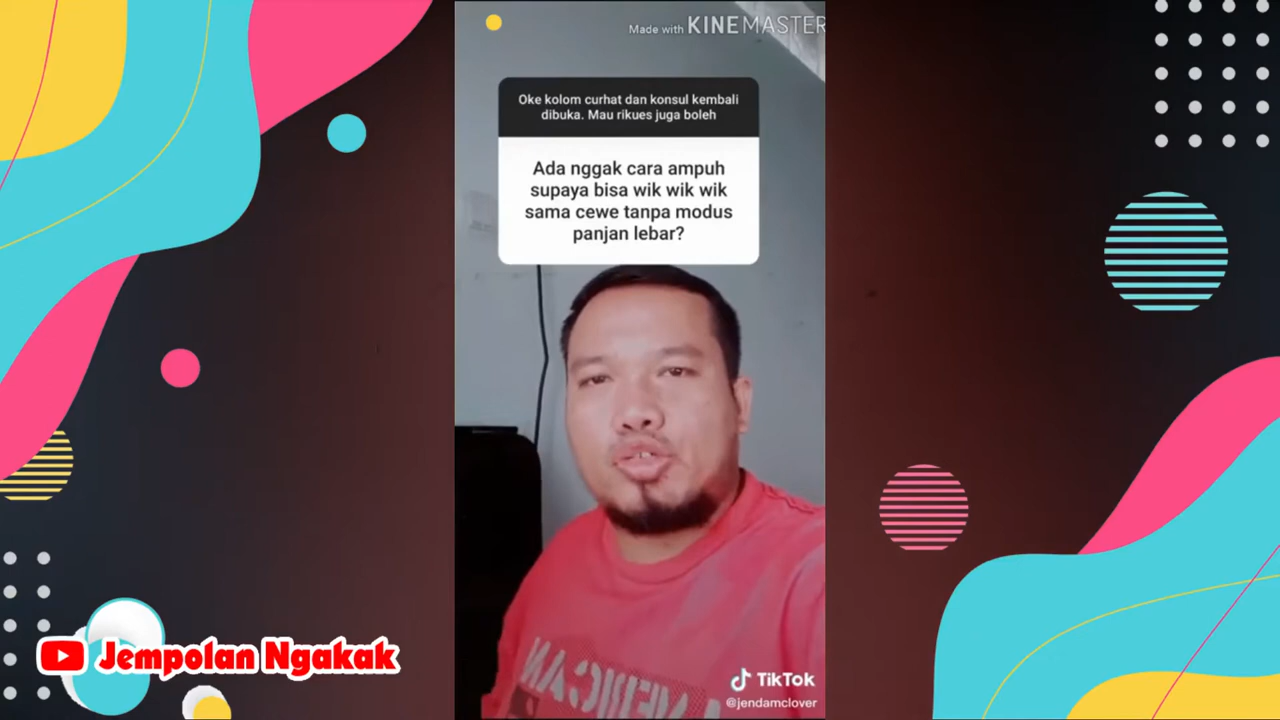 Made with KINEMASTER
Oke kolom curhat dan konsul kembali
dibuka. Mau rikues juga boleh
Ada nggak cara ampuh
supaya bisa wik wik wik
sama cewe tanpa modus
panjan lebar?
AMERICAN
TikTok
@jendamclover
Jempolan Ngakak